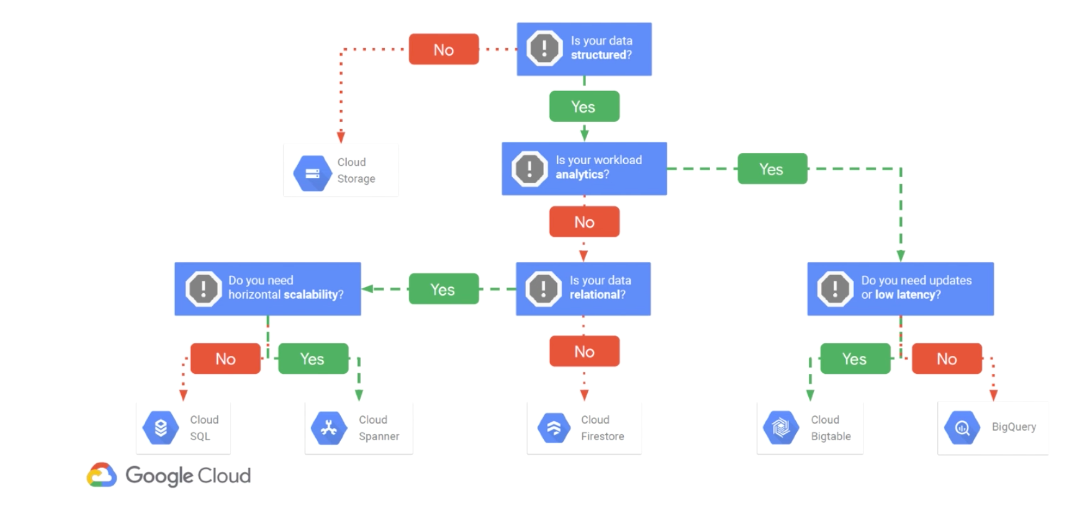 Is your data
structured?
No
Yes
Cloud
Storage
Is your workload
analytics?
Yes
No
Do you need
horizontal scalability?
Yes
Is your data
relational?
Do you need updates
or low latency?
No
Yes
No
Yes
No
Cloud
SQL
Cloud
Spanner
Cloud
Firestore
Cloud
Bigtable
BigQuery
Google Cloud